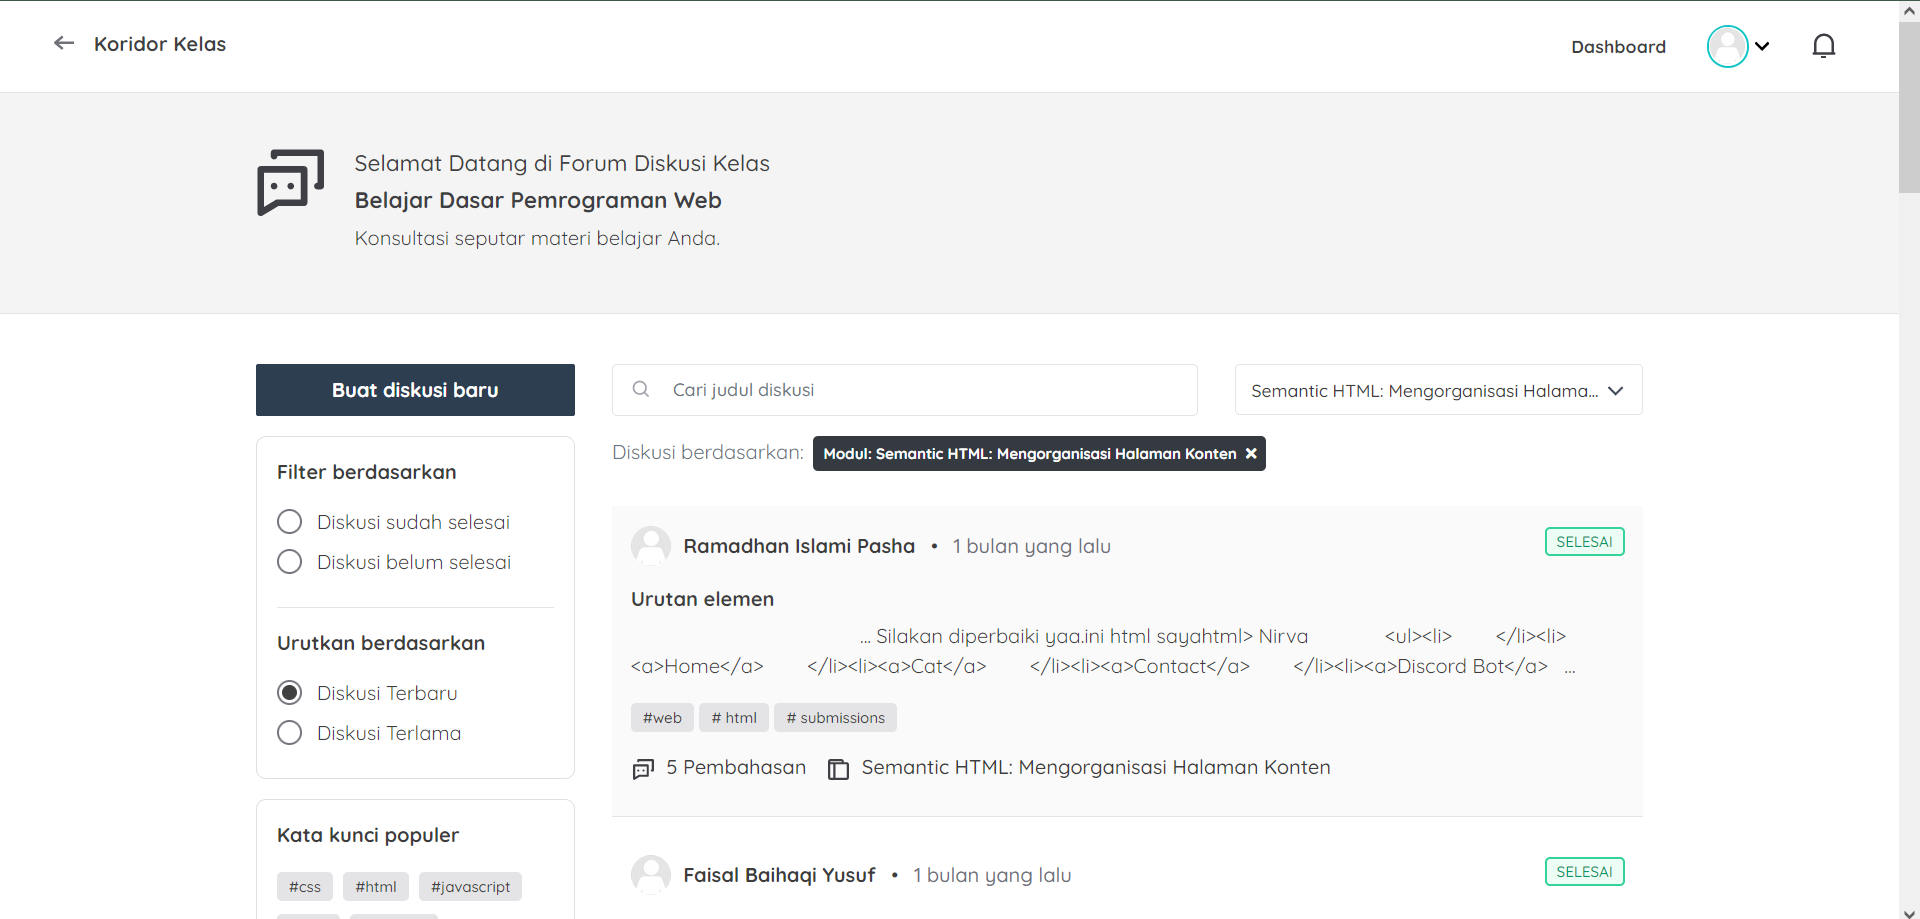 Koridor Kelas
Dashboard
Selamat Datang di Forum Diskusi Kelas
Belajar Dasar Pemrograman Web
Konsultasi seputar materi belajar Anda.
Buat diskusi baru
Cari judul diskusi
Semantic HTML: Mengorganisasi Halama...
Filter berdasarkan
Diskusi sudah selesai
Diskusi belum selesai
Urutkan berdasarkan
Diskusi Terbaru
Diskusi Terlama
Kata kunci populer
#css #html #javascript
Diskusi berdasarkan: Modul: Semantic HTML: Mengorganisasi Halaman Konten
Ramadhan Islami Pasha • 1 bulan yang lalu
SELESAI
Urutan elemen
... Silakan diperbaiki yaa.ini html sayahtml> Nirva <ul><li> </li><li>
<a>Home</a> </li><li><a>Cat</a> </li><li><a>Contact</a> </li><li><a>Discord Bot</a> ...
#web # html # submissions
5 Pembahasan Semantic HTML: Mengorganisasi Halaman Konten
Faisal Baihaqi Yusuf • 1 bulan yang lalu
SELESAI